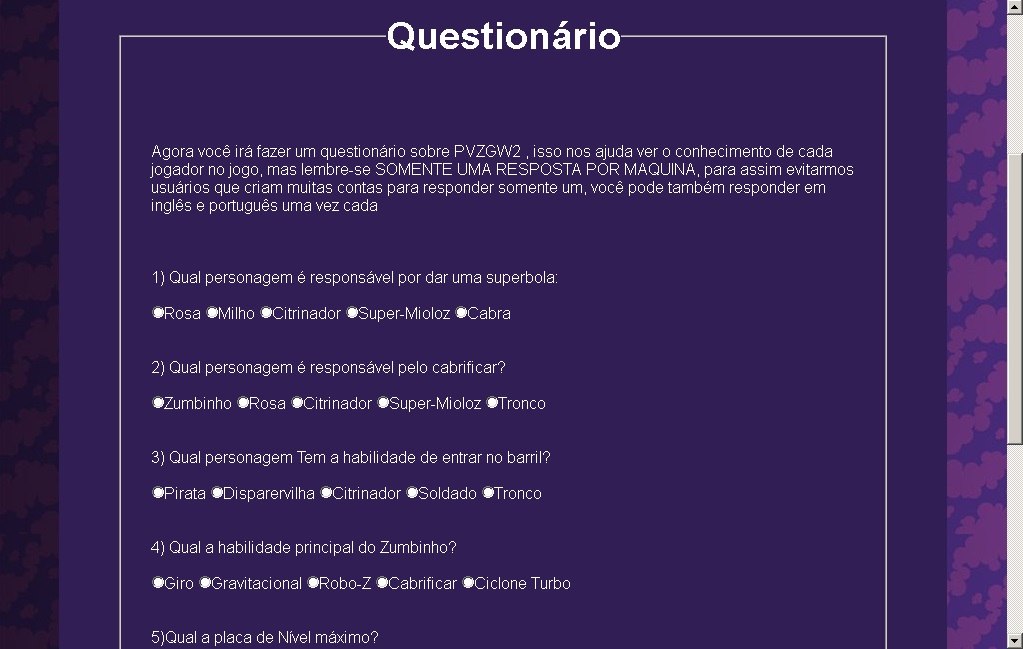 Questionário
Agora você irá fazer um questionário sobre PVZGW2 , isso nos ajuda ver o conhecimento de cada
jogador no jogo, mas lembre-se SOMENTE UMA RESPOSTA POR MAQUINA, para assim evitarmos
usuários que criam muitas contas para responder somente um, você pode também responder em
inglês e português uma vez cada
1) Qual personagem é responsável por dar uma superbola:
Rosa Milho Citrinador Super-Mioloz Cabra
2) Qual personagem é responsável pelo cabrificar?
Zumbinho Rosa Citrinador Super-Mioloz Tronco
3) Qual personagem Tem a habilidade de entrar no barril?
Pirata Disparervilha Citrinador Soldado Tronco
4) Qual a habilidade principal do Zumbinho?
Giro Gravitacional Robo-Z Cabrificar Ciclone Turbo
5)Qual a placa de Nível máximo?